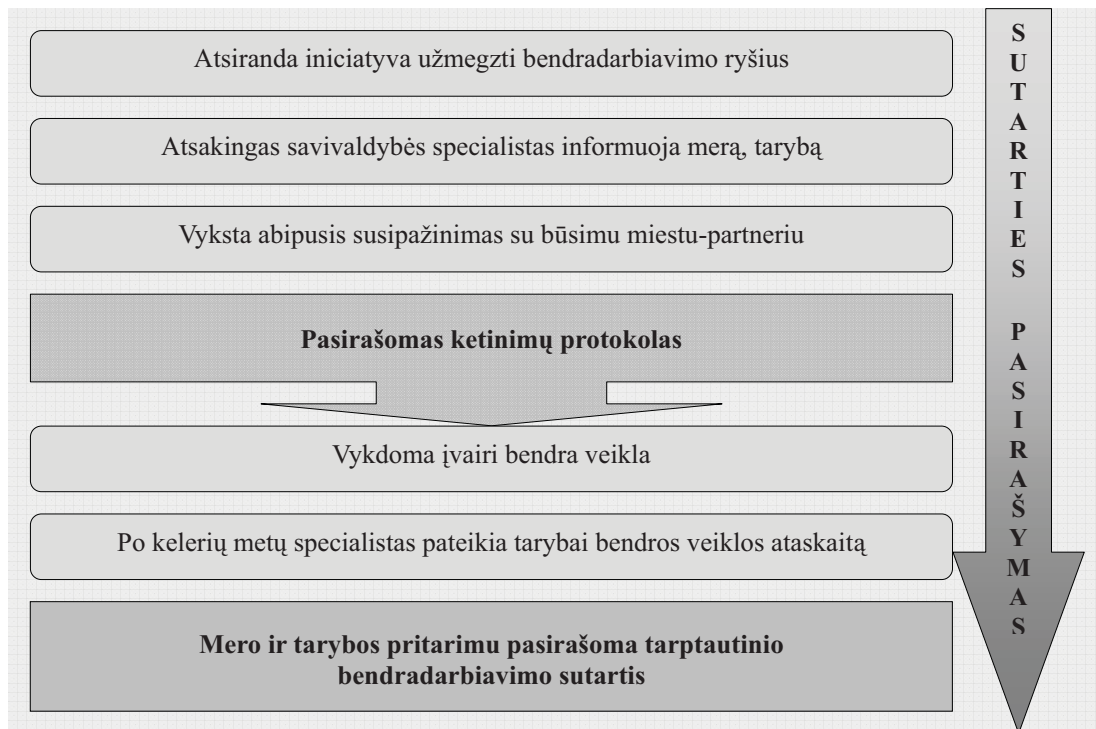 Atsiranda iniciatyva užmegzti bendradarbiavimo ryšius
Atsakingas savivaldybės specialistas informuoja merą, tarybą
Vyksta abipusis susipažinimas su būsimu miestu-partneriu
Pasirašomas ketinimų protokolas
Vykdoma įvairi bendra veikla
Po kelerių metų specialistas pateikia tarybai bendros veiklos ataskaitą
Mero ir tarybos pritarimu pasirašoma tarptautinio
bendradarbiavimo sutartis
SUTARTIES PASIRAŠYMAS